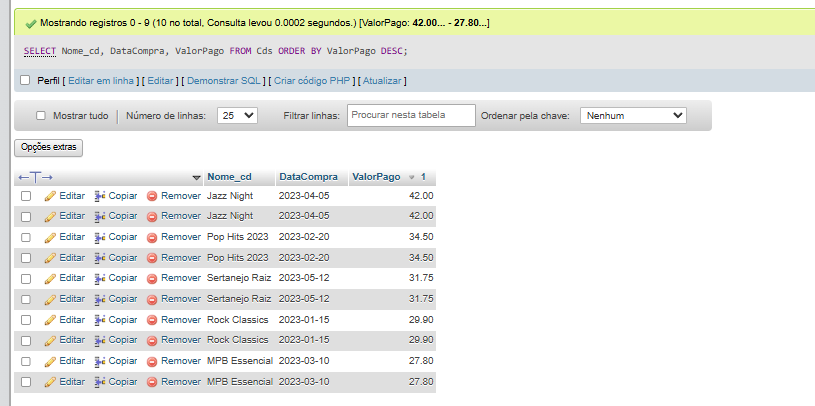 Mostrando registros 0 - 9 (10 no total, Consulta levou 0.0002 segundos.) [ValorPago: 42.00... - 27.80...]
SELECT Nome_cd, DataCompra, ValorPago FROM Cds ORDER BY ValorPago DESC;
Perfil [ Editar em linha ] [ Editar ] [ Demonstrar SQL ] [ Criar código PHP ] [ Atualizar ]
Mostrar tudo | Número de linhas: 25 Filtrar linhas: Procurar nesta tabela Ordenar pela chave: Nenhum
Opções extras
←T→ Nome_cd DataCompra ValorPago 1
Editar Copiar Remover Jazz Night 2023-04-05 42.00
Editar Copiar Remover Jazz Night 2023-04-05 42.00
Editar Copiar Remover Pop Hits 2023 2023-02-20 34.50
Editar Copiar Remover Pop Hits 2023 2023-02-20 34.50
Editar Copiar Remover Sertanejo Raiz 2023-05-12 31.75
Editar Copiar Remover Sertanejo Raiz 2023-05-12 31.75
Editar Copiar Remover Rock Classics 2023-01-15 29.90
Editar Copiar Remover Rock Classics 2023-01-15 29.90
Editar Copiar Remover MPB Essencial 2023-03-10 27.80
Editar Copiar Remover MPB Essencial 2023-03-10 27.80